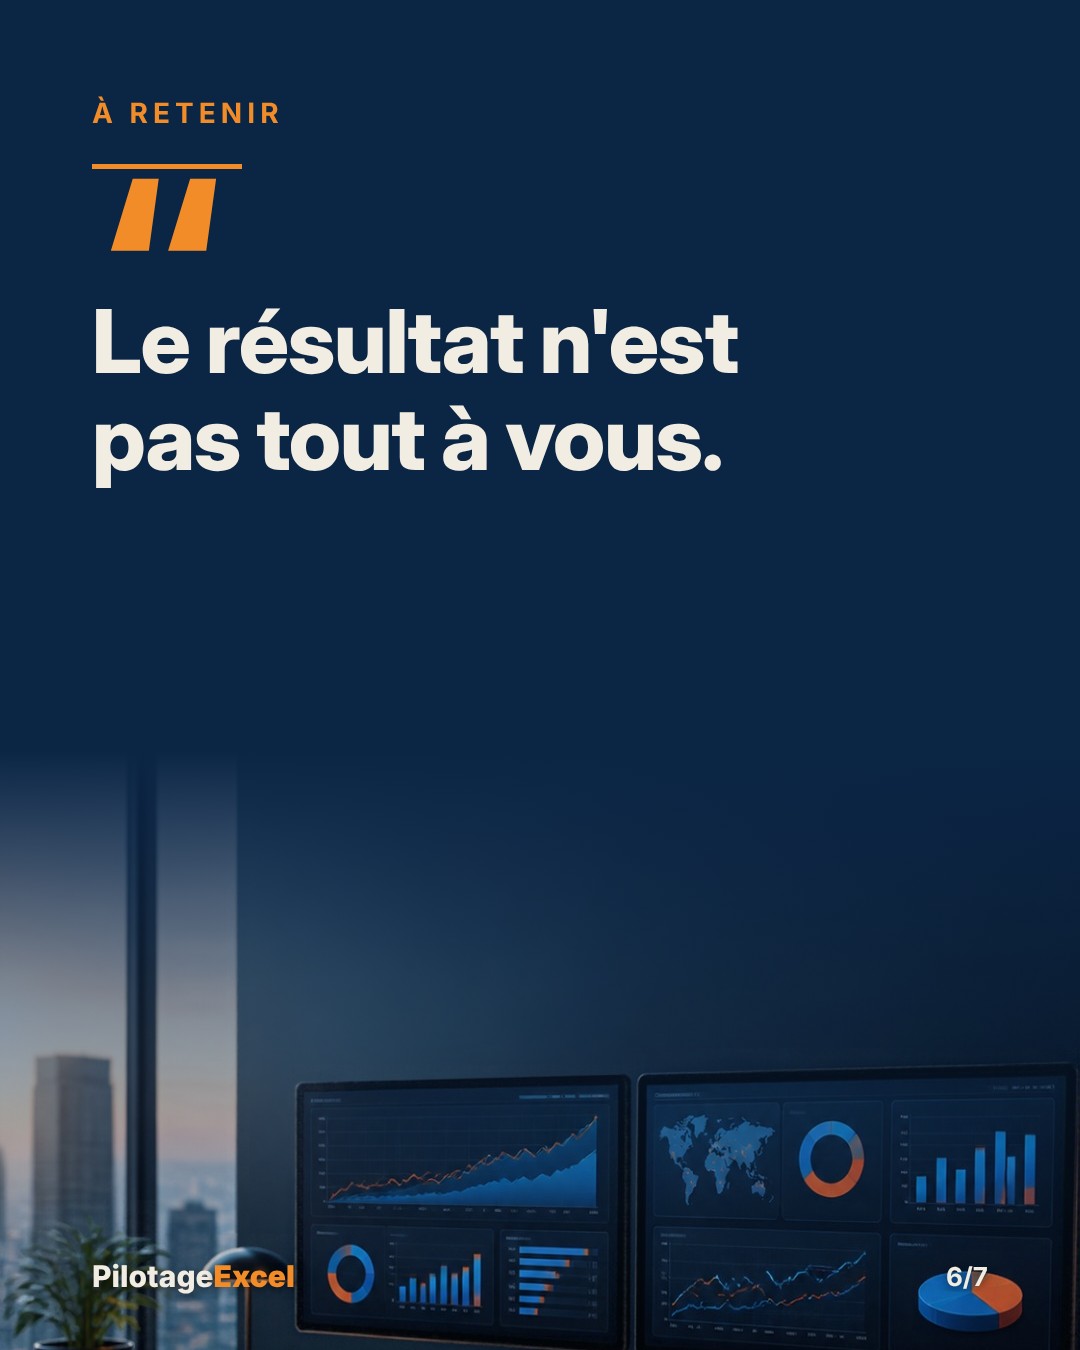 À RETENIR
"
Le résultat n'est
pas tout à vous.
PilotageExcel
6/7